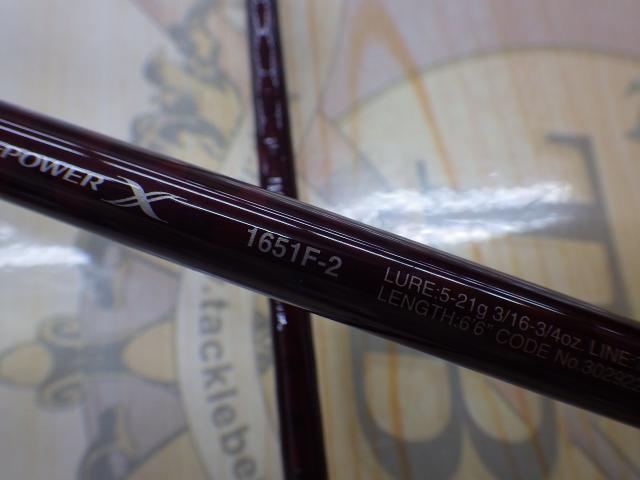 POWER X
1651F-2
LURE:5-21g 3/16-3/4oz. LINE:
LENGTH:6'6" CODE No.30292
.tacklebe